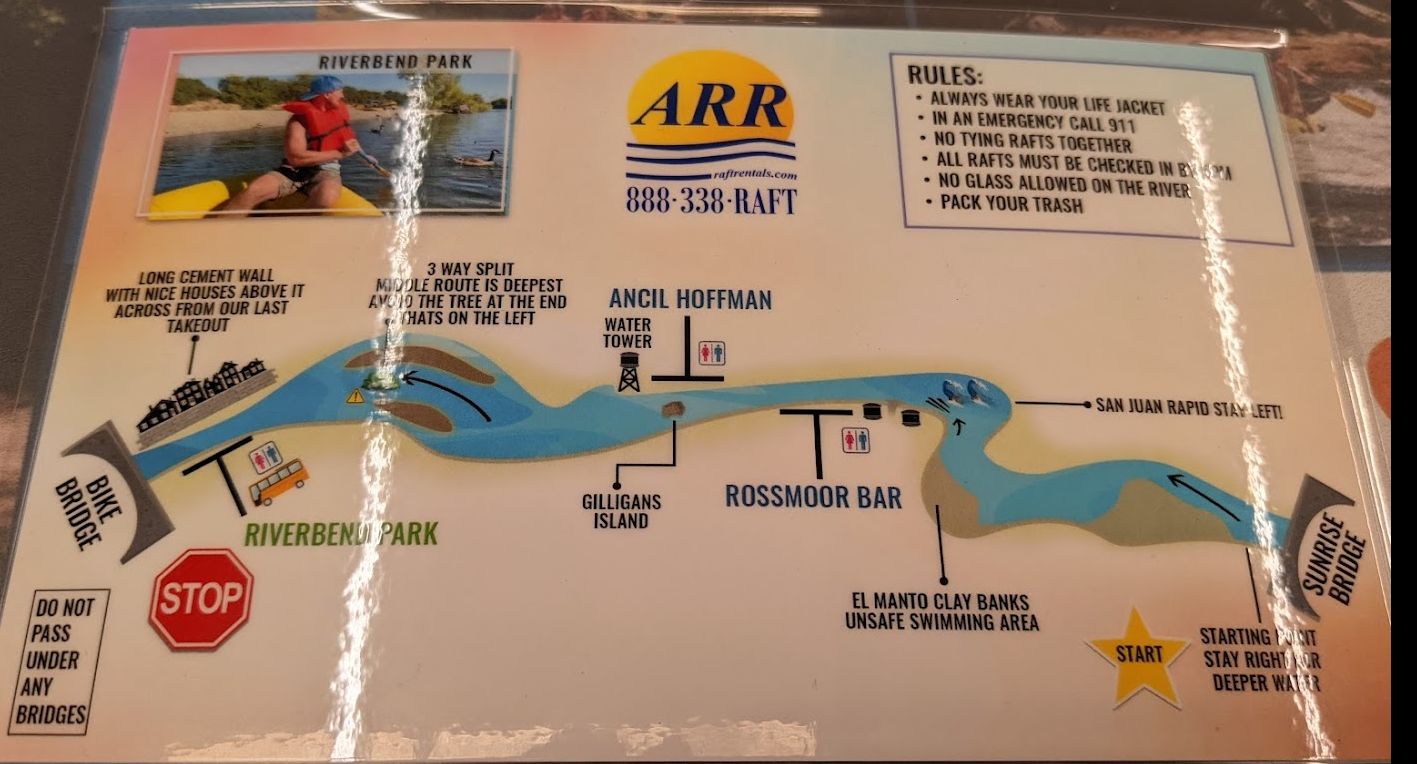 RIVERBEND PARK
ARR
raftrentals.com
888·338·RAFT
RULES:
• ALWAYS WEAR YOUR LIFE JACKET
• IN AN EMERGENCY CALL 911
• NO TYING RAFTS TOGETHER
• ALL RAFTS MUST BE CHECKED IN BY
• NO GLASS ALLOWED ON THE RIVER
• PACK YOUR TRASH
LONG CEMENT WALL
WITH NICE HOUSES ABOVE IT
ACROSS FROM OUR LAST
TAKEOUT
3 WAY SPLIT
MIDDLE ROUTE IS DEEPEST
AVOID THE TREE AT THE END
THATS ON THE LEFT
ANCIL HOFFMAN
WATER
TOWER
SAN JUAN RAPID STAY LEFT!
BIKE
BRIDGE
RIVERBEND PARK
GILLIGANS
ISLAND
ROSSMOOR BAR
SUNRISE
BRIDGE
EL MANTO CLAY BANKS
UNSAFE SWIMMING AREA
STOP
DO NOT
PASS
UNDER
ANY
BRIDGES
START
STARTING POINT
STAY RIGHT FOR
DEEPER WATER